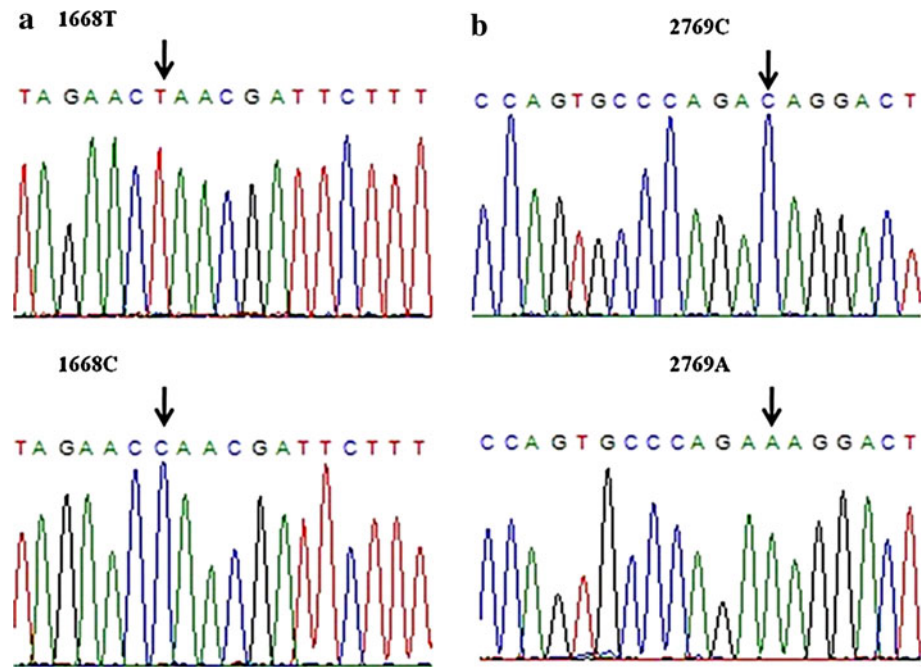 a 1668T
TAGAACTAACGATTCTTT
1668C
TAGAACCAACGATTCTTT
b 2769C
CCAGTGCCCAGACAGGACT
2769A
CCAGTGCCCAGAAAGGACT